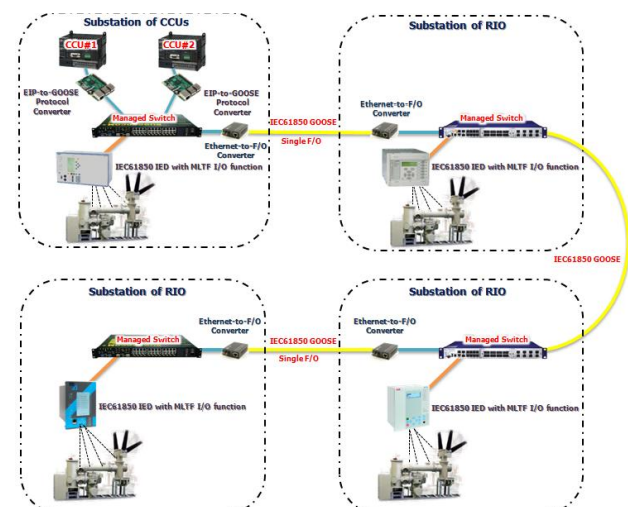 Substation of CCUs
CCU#1
CCU#2
EIP-to-GOOSE
Protocol
Converter
EIP-to-GOOSE
Protocol
Converter
Managed Switch
Ethernet-to-F/O
Converter
IEC61850 IED with MLTF I/O function
IEC61850 GOOSE
Single F/O
Substation of RIO
Ethernet-to-F/O
Converter
Managed Switch
IEC61850 IED with MLTF I/O function
IEC61850 GOOSE
Substation of RIO
Managed Switch
Ethernet-to-F/O
Converter
IEC61850 IED with MLTF I/O function
IEC61850 GOOSE
Single F/O
Substation of RIO
Ethernet-to-F/O
Converter
Managed Switch
IEC61850 IED with MLTF I/O function